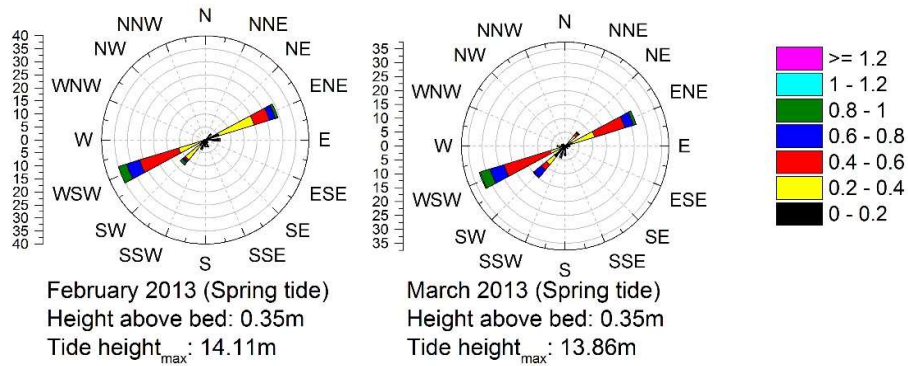 40
35
30
25
20
15
10
5
0
5
10
15
20
25
30
35
40
N
NNE
NE
ENE
E
ESE
SE
SSE
S
SSW
SW
WSW
W
WNW
NW
NNW
February 2013 (Spring tide)
Height above bed: 0.35m
Tide height_max: 14.11m
35
30
25
20
15
10
5
0
5
10
15
20
25
30
35
N
NNE
NE
ENE
E
ESE
SE
SSE
S
SSW
SW
WSW
W
WNW
NW
NNW
March 2013 (Spring tide)
Height above bed: 0.35m
Tide height_max: 13.86m
>= 1.2
1 - 1.2
0.8 - 1
0.6 - 0.8
0.4 - 0.6
0.2 - 0.4
0 - 0.2